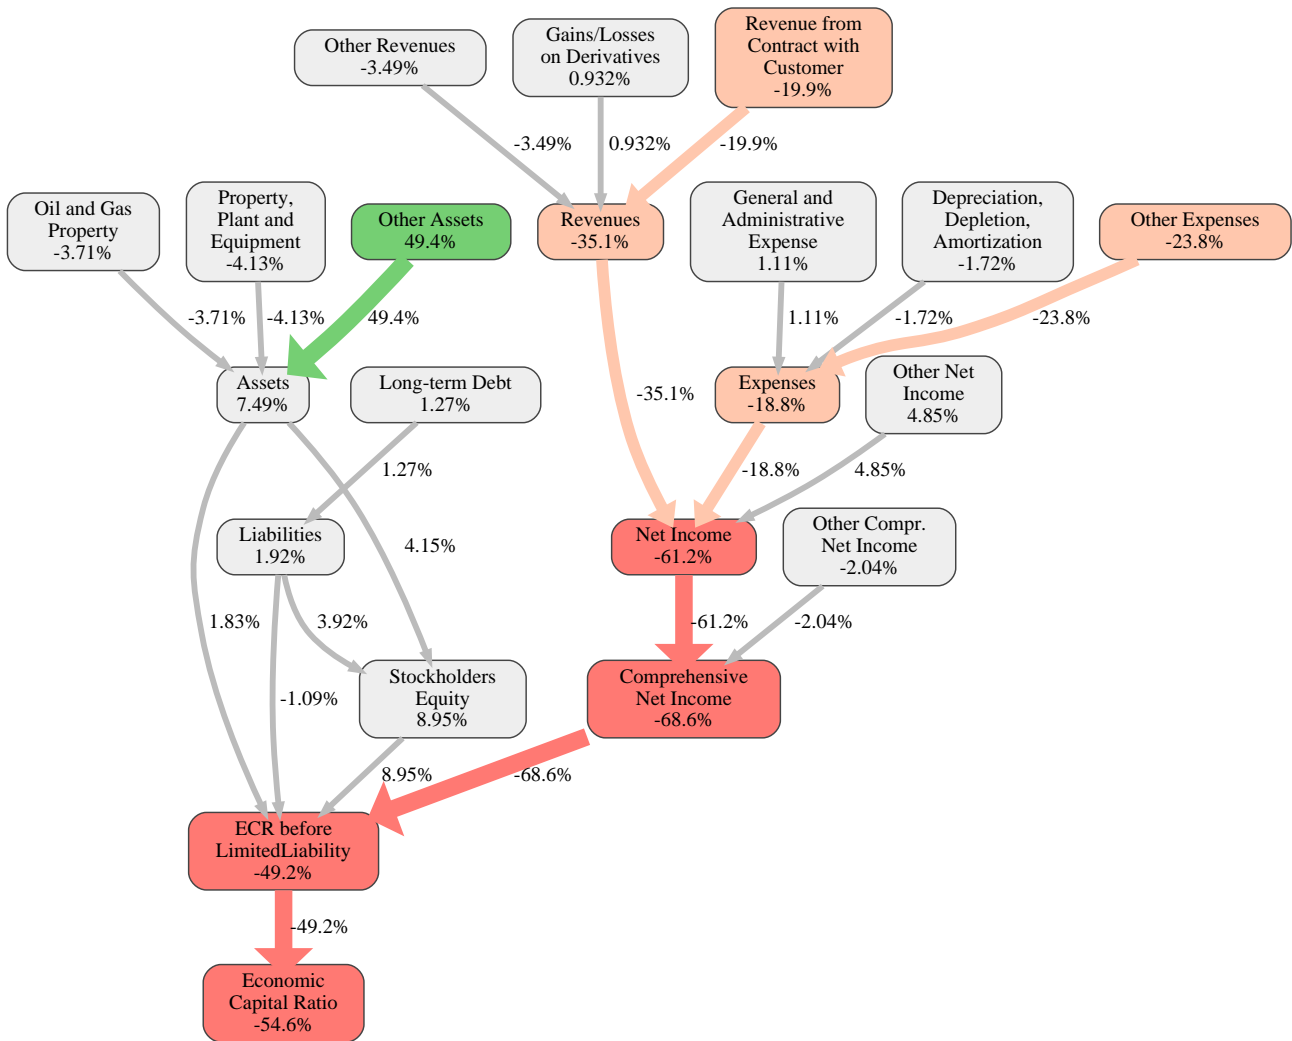 Other Revenues
-3.49%
Gains/Losses
on Derivatives
0.932%
Revenue from
Contract with
Customer
-19.9%
-3.49%
0.932%
-19.9%
Oil and Gas
Property
-3.71%
Property,
Plant and
Equipment
-4.13%
Other Assets
49.4%
Revenues
-35.1%
General and
Administrative
Expense
1.11%
Depreciation,
Depletion,
Amortization
-1.72%
Other Expenses
-23.8%
-3.71%
-4.13%
49.4%
1.11%
-1.72%
-23.8%
Assets
7.49%
Long-term Debt
1.27%
-35.1%
Expenses
-18.8%
Other Net
Income
4.85%
1.27%
-18.8%
4.85%
Liabilities
1.92%
4.15%
Net Income
-61.2%
Other Compr.
Net Income
-2.04%
1.83%
3.92%
-61.2%
-2.04%
-1.09%
Stockholders
Equity
8.95%
Comprehensive
Net Income
-68.6%
8.95%
-68.6%
ECR before
LimitedLiability
-49.2%
-49.2%
Economic
Capital Ratio
-54.6%